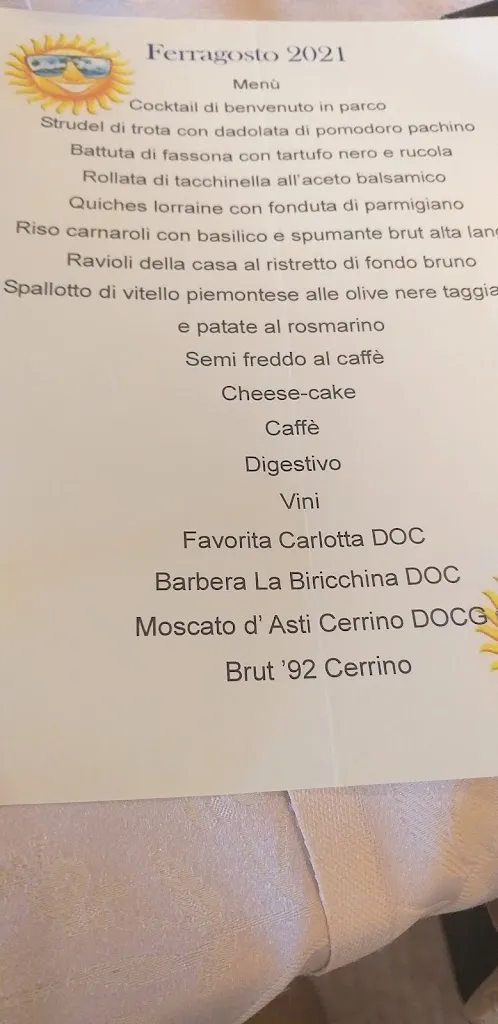 Ferragosto 2021
Menù
Cocktail di benvenuto in parco
Strudel di trota con dadolata di pomodoro pachino
Battuta di fassona con tartufo nero e rucola
Rollata di tacchinella all'aceto balsamico
Quiches lorraine con fonduta di parmigiano
Riso carnaroli con basilico e spumante brut alta
Ravioli della casa al ristretto di fondo bruno
Spallotto di vitello piemontese alle olive nere
e patate al rosmarino
Semi freddo al caffè
Cheese-cake
Caffè
Digestivo
Vini
Favorita Carlotta DOC
Barbera La Biricchina DOC
Moscato d' Asti Cerrino DOCG
Brut '92 Cerrino